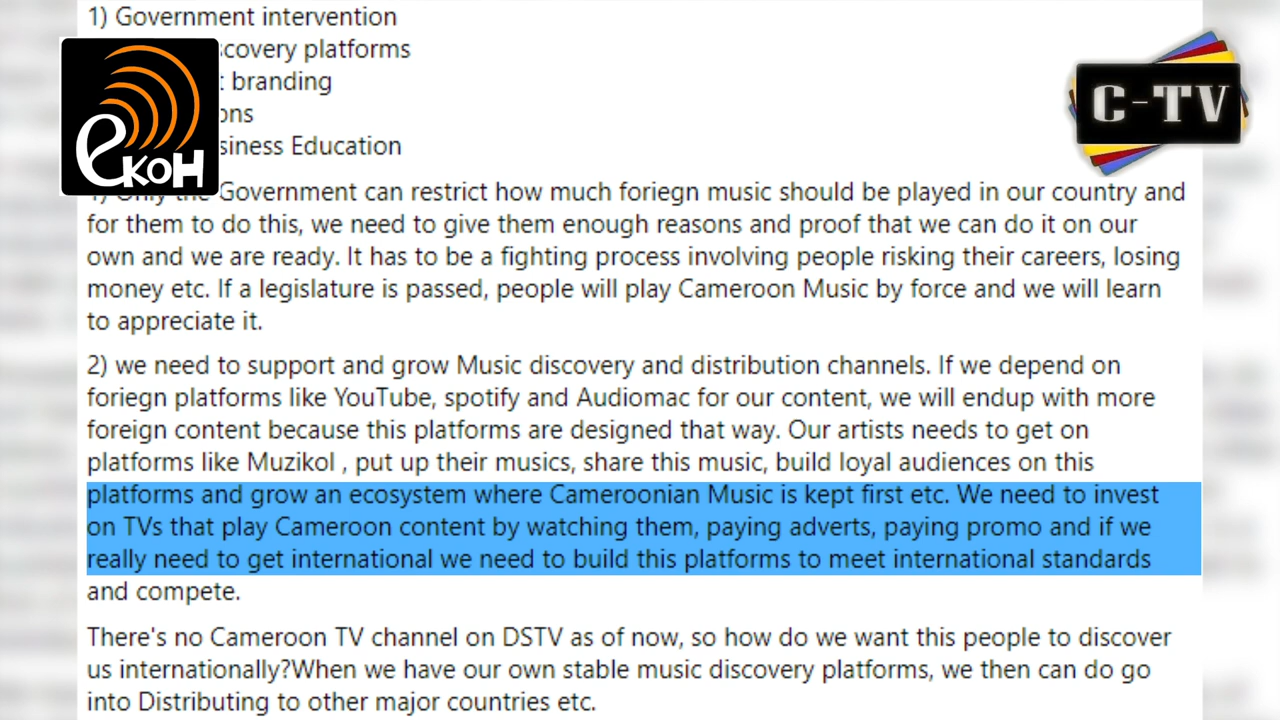 1) Government intervention
scovery platforms
t branding
ons
siness Education
1) Only the Government can restrict how much foriegn music should be played in our country and
for them to do this, we need to give them enough reasons and proof that we can do it on our
own and we are ready. It has to be a fighting process involving people risking their careers, losing
money etc. If a legislature is passed, people will play Cameroon Music by force and we will learn
to appreciate it.
2) we need to support and grow Music discovery and distribution channels. If we depend on
foriegn platforms like YouTube, spotify and Audiomac for our content, we will endup with more
foreign content because this platforms are designed that way. Our artists needs to get on
platforms like Muzikol , put up their musics, share this music, build loyal audiences on this
platforms and grow an ecosystem where Cameroonian Music is kept first etc. We need to invest
on TVs that play Cameroon content by watching them, paying adverts, paying promo and if we
really need to get international we need to build this platforms to meet international standards
and compete.
There's no Cameroon TV channel on DSTV as of now, so how do we want this people to discover
us internationally?When we have our own stable music discovery platforms, we then can do go
into Distributing to other major countries etc.
eKOH
C-TV